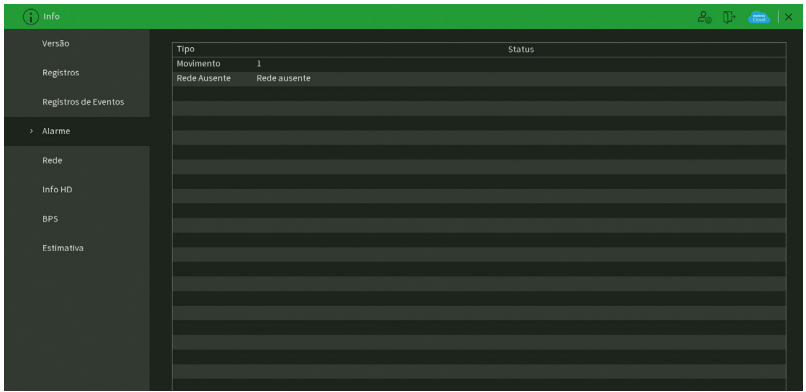 Info
Versão
Registros
Registros de Eventos
> Alarme
Rede
Info HD
BPS
Estimativa
Tipo Status
Movimento 1
Rede Ausente Rede ausente